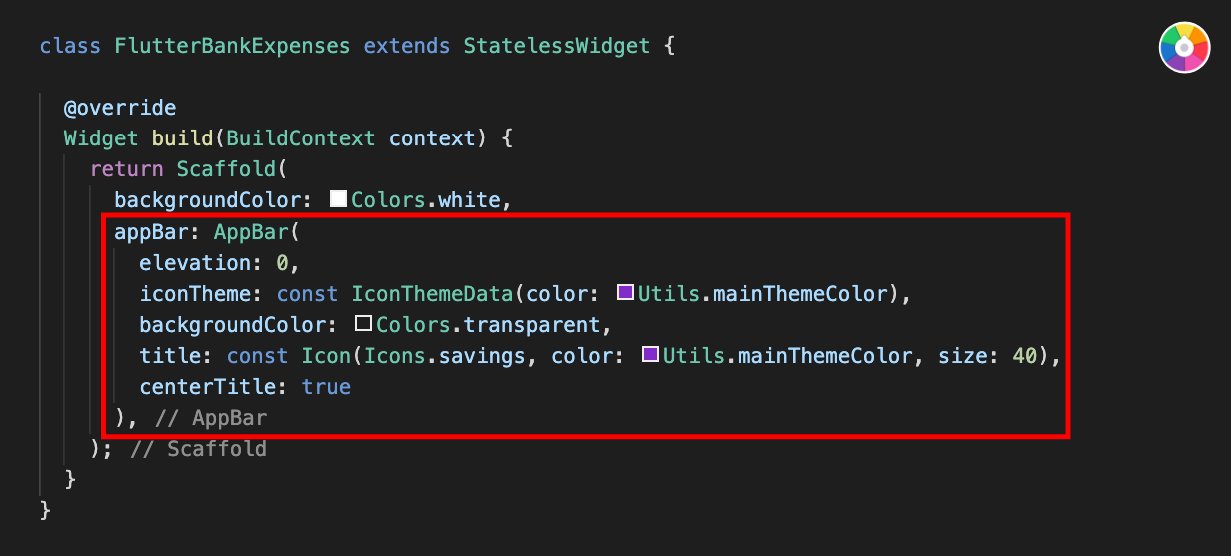 class FlutterBankExpenses extends StatelessWidget {
@override
Widget build(BuildContext context) {
return Scaffold(
backgroundColor: Colors.white,
appBar: AppBar(
elevation: 0,
iconTheme: const IconThemeData(color: Utils.mainThemeColor),
backgroundColor: Colors.transparent,
title: const Icon(Icons.savings, color: Utils.mainThemeColor, size: 40),
centerTitle: true
), // AppBar
); // Scaffold
}
}